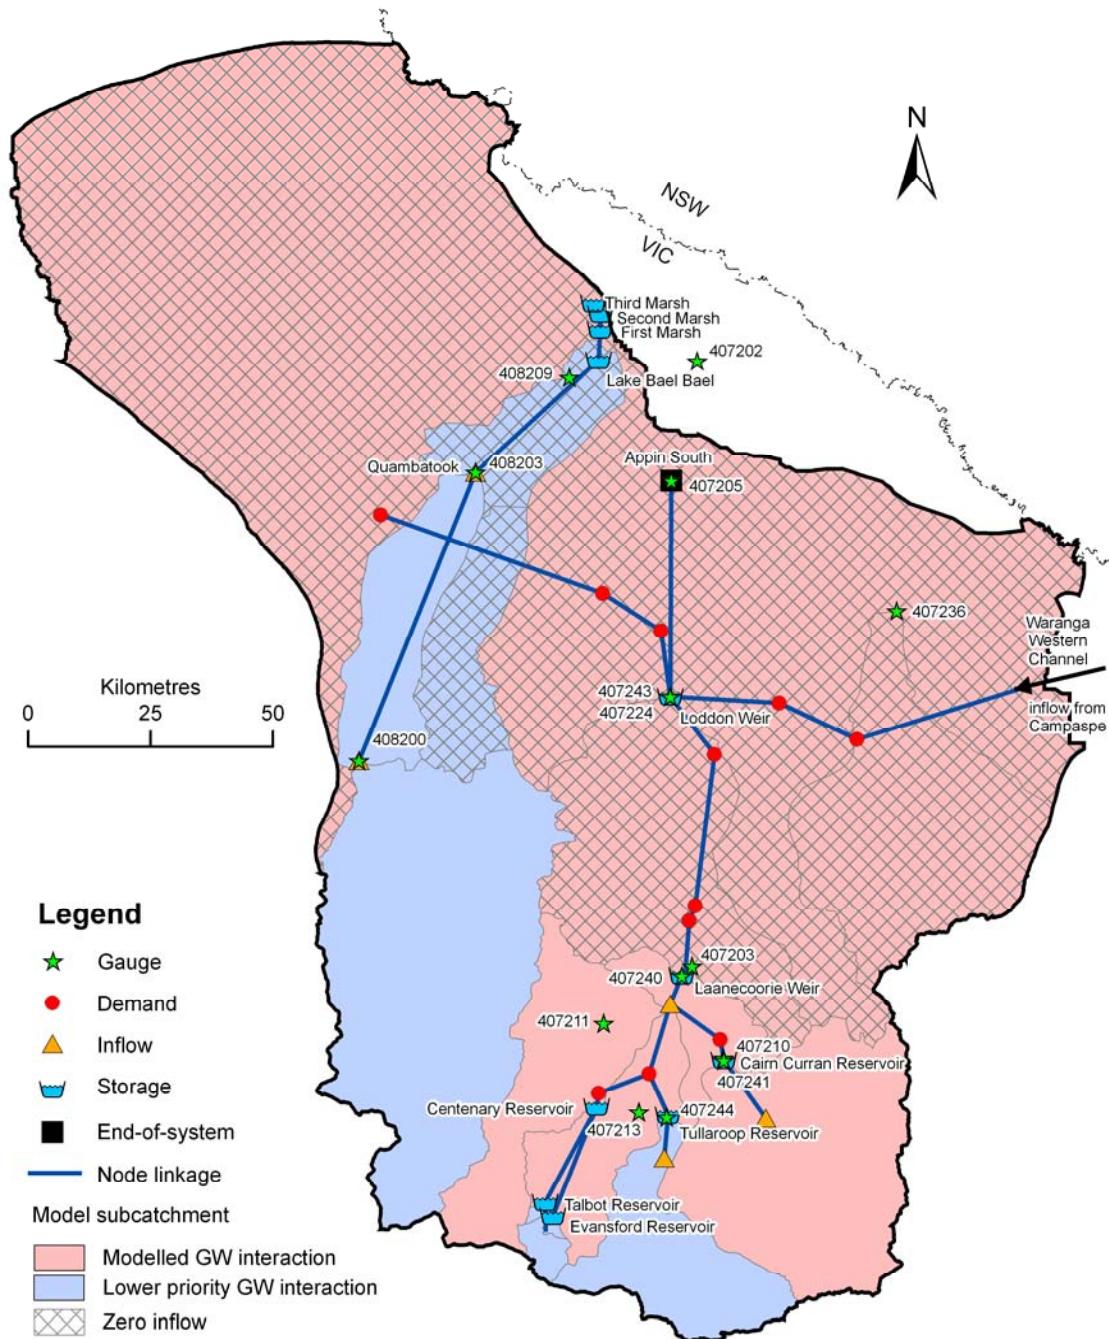 N
NSW
VIC
Third Marsh
Second Marsh
First Marsh
407202
408209
Lake Bael Bael
Quambatook
408203
Appin South
407205
407236
Waranga
Western
Channel
Kilometres
0 25 50
407243
407224
Loddon Weir
inflow from
Campaspe
408200
Legend
Gauge
Demand
Inflow
Storage
End-of-system
Node linkage
Model subcatchment
Modelled GW interaction
Lower priority GW interaction
Zero inflow
407203
407240
Laanecoorie Weir
407211
407210
Cairn Curran Reservoir
407241
Centenary Reservoir
407244
407213
Tullaroop Reservoir
Talbot Reservoir
Evansford Reservoir